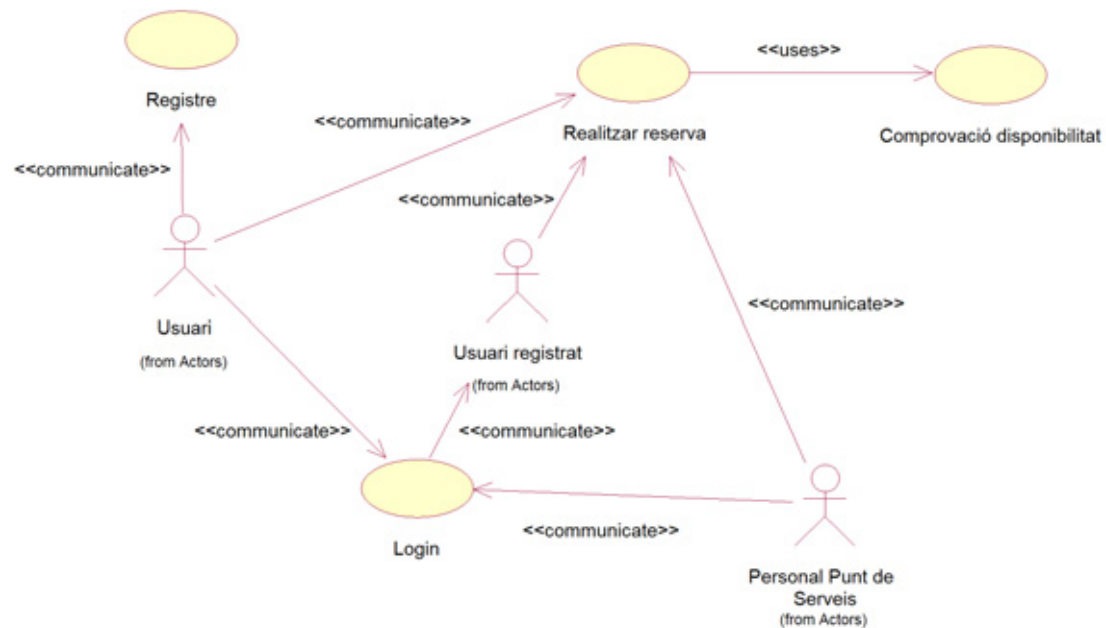 <<uses>>
Registre
<<communicate>>
Realitzar reserva
Comprovació disponibilitat
<<communicate>>
<<communicate>>
<<communicate>>
Usuari
(from Actors)
Usuari registrat
(from Actors)
<<communicate>>
<<communicate>>
<<communicate>>
Login
Personal Punt de
Serveis
(from Actors)